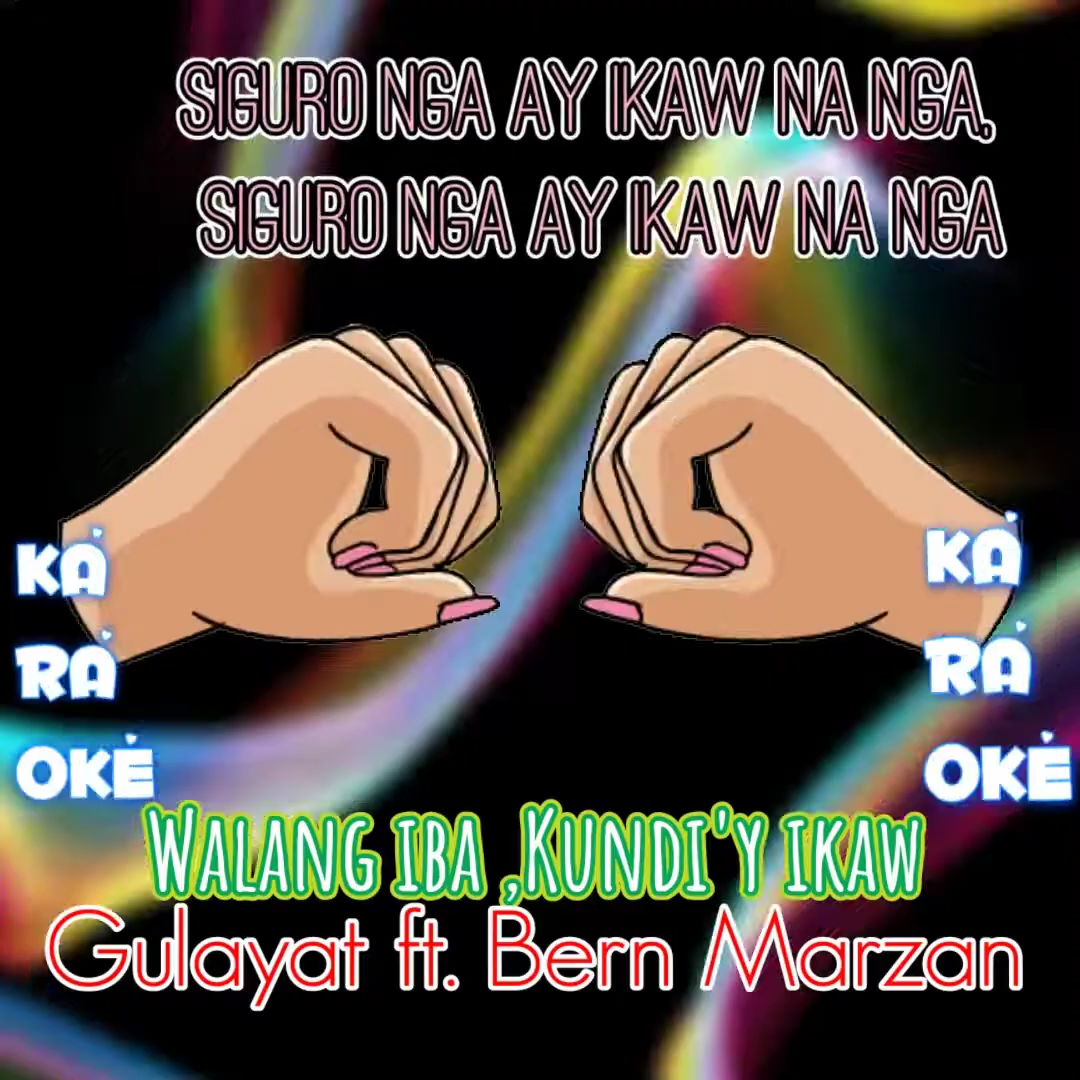 SIGURO NGA AY IKAW NA NGA,
SIGURO NGA AY IKAW NA NGA
KA
RA
OKE
KA
RA
OKE
WALANG IBA ,KUNDI'Y IKAW
Gulayat ft. Bern Marzan